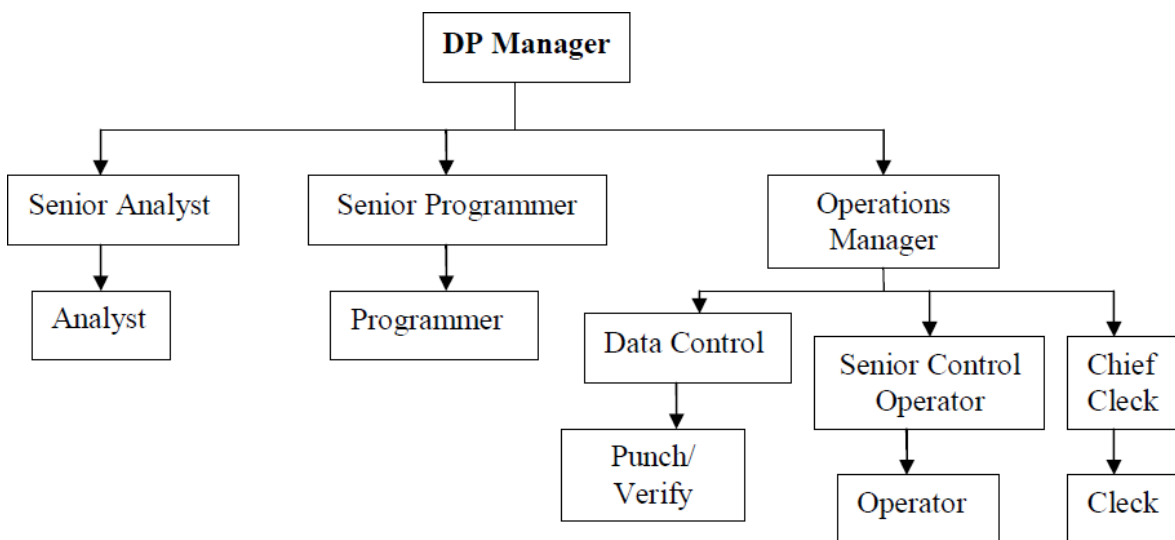 DP Manager
Senior Analyst
Senior Programmer
Operations
Manager
Analyst
Programmer
Data Control
Senior Control
Operator
Chief
Cleck
Punch/
Verify
Operator
Cleck